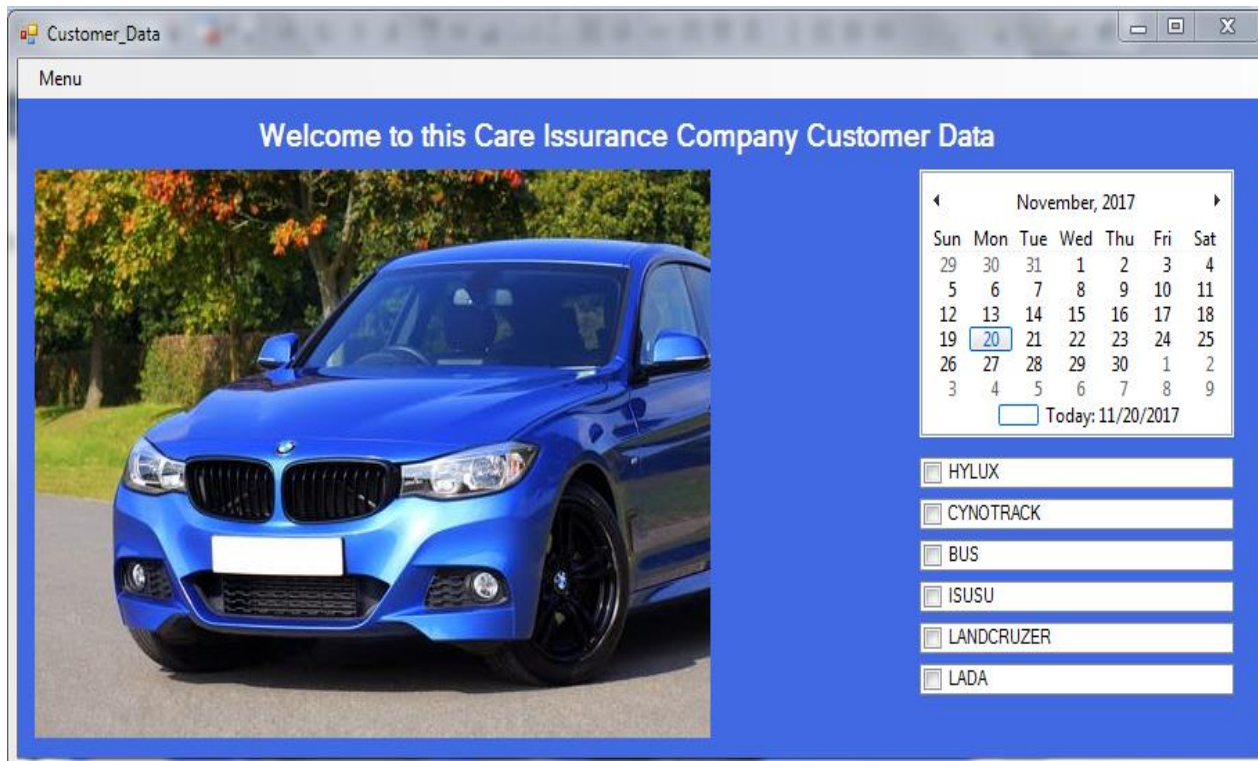 Customer_Data
Menu
Welcome to this Care Issurance Company Customer Data
November, 2017
Sun Mon Tue Wed Thu Fri Sat
29 30 31 1 2 3 4
5 6 7 8 9 10 11
12 13 14 15 16 17 18
19 20 21 22 23 24 25
26 27 28 29 30 1 2
3 4 5 6 7 8 9
Today: 11/20/2017
HYLUX
CYNOTRACK
BUS
ISUSU
LANDCRUZER
LADA